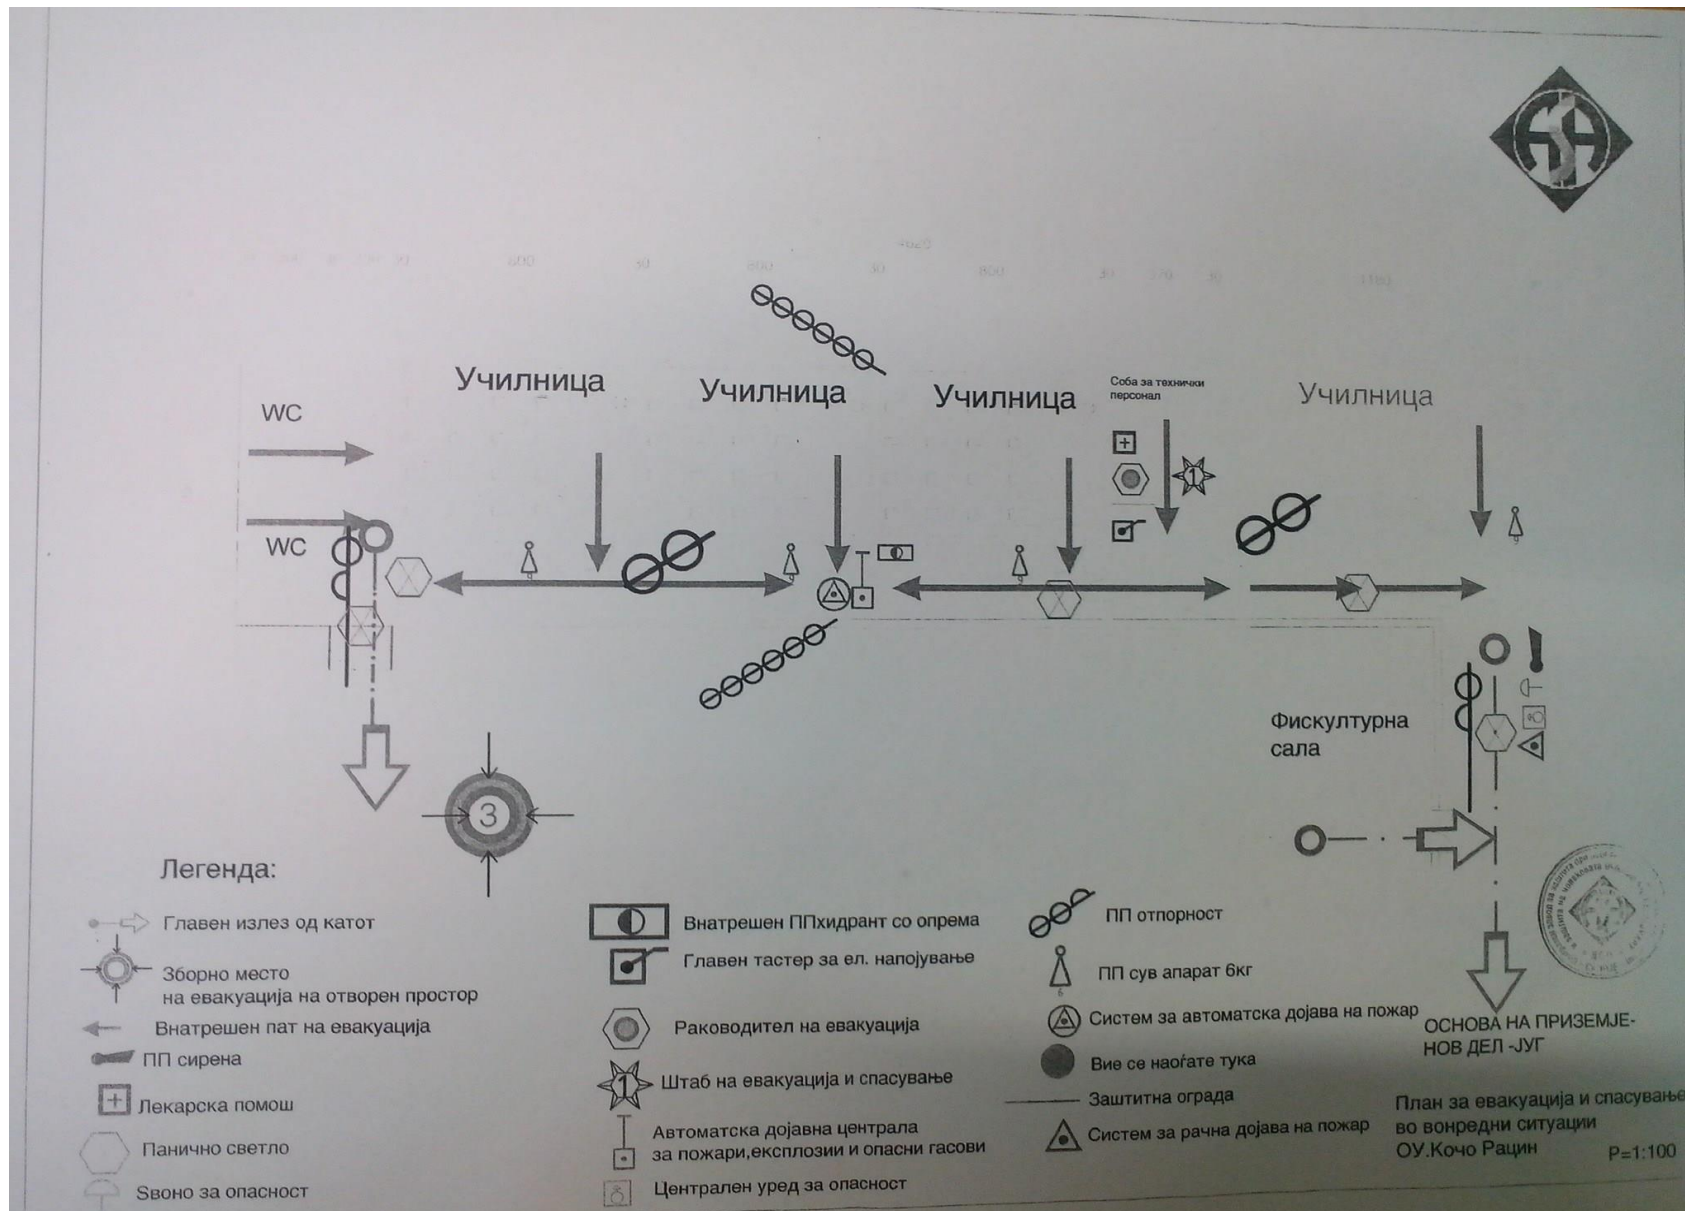 Училница
Училница
Училница
Соба за технички
персонал
Училница
WC
1
WC
Фискултурна
сала
3
Легенда:
Главен излез од катот
Зборно место
на евакуација на отворен простор
Внатрешен пат на евакуација
ПП сирена
Лекарска помош
Панично светло
Ѕвоно за опасност
Внатрешен ППхидрант со опрема
Главен тастер за ел. напојување
Раководител на евакуација
1 Штаб на евакуација и спасување
Автоматска дојавна централа
за пожари,експлозии и опасни гасови
Централен уред за опасност
ПП отпорност
ПП сув апарат 6кг
Систем за автоматска дојава на пожар
Вие се наоѓате тука
Заштитна ограда
Систем за рачна дојава на пожар
ОСНОВА НА ПРИЗЕМЈЕ-
НОВ ДЕЛ -ЈУГ
План за евакуација и спасување
во вонредни ситуации
ОУ.Кочо Рацин
Р=1:100